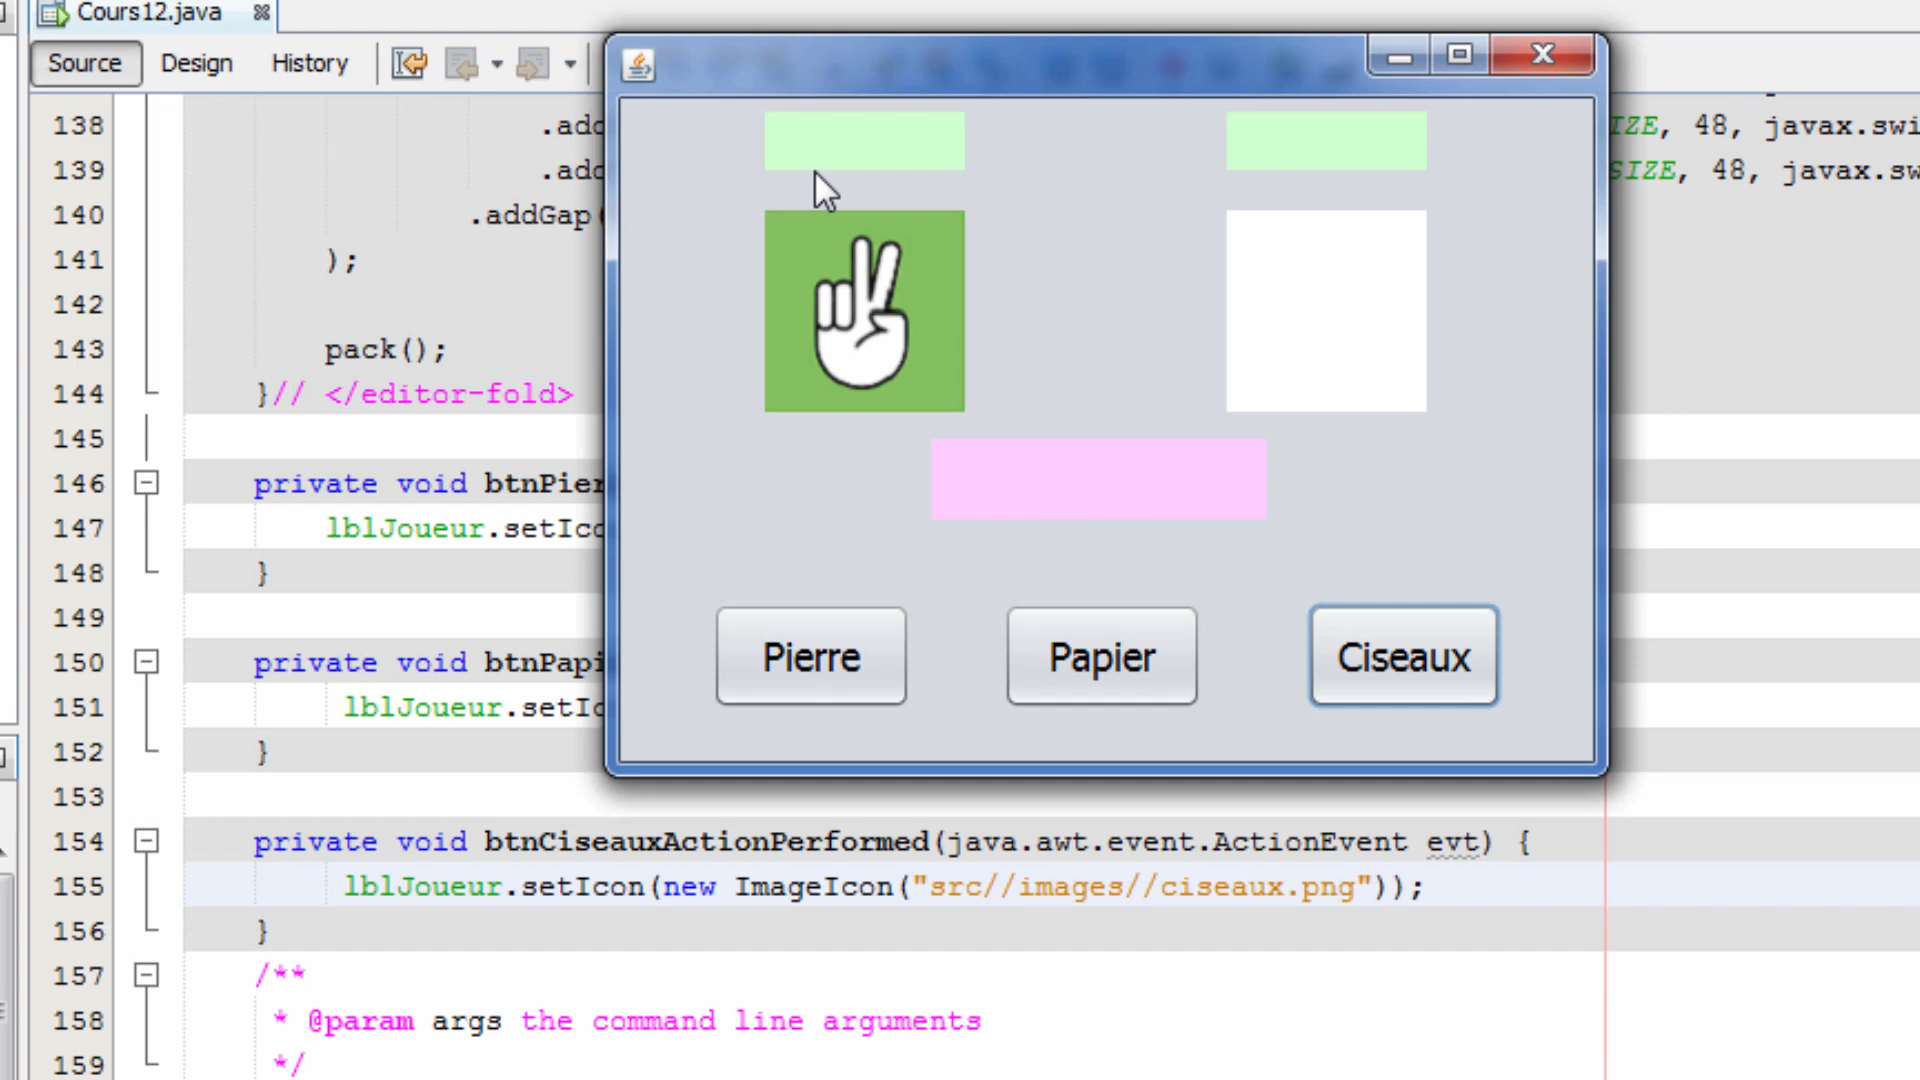 Cours12.java
Source Design History
138 .add IZE, 48, javax.swi
139 .add SIZE, 48, javax.sw
140 .addGap(
141 );
142
143 pack();
144 }// </editor-fold>
145
146 private void btnPier
147 lblJoueur.setIco
148 }
149
150 private void btnPapi
151 lblJoueur.setIc
152 }
153
154 private void btnCiseauxActionPerformed(java.awt.event.ActionEvent evt) {
155 lblJoueur.setIcon(new ImageIcon("src//images//ciseaux.png"));
156 }
157 /**
158 * @param args the command line arguments
159 */
Pierre Papier Ciseaux